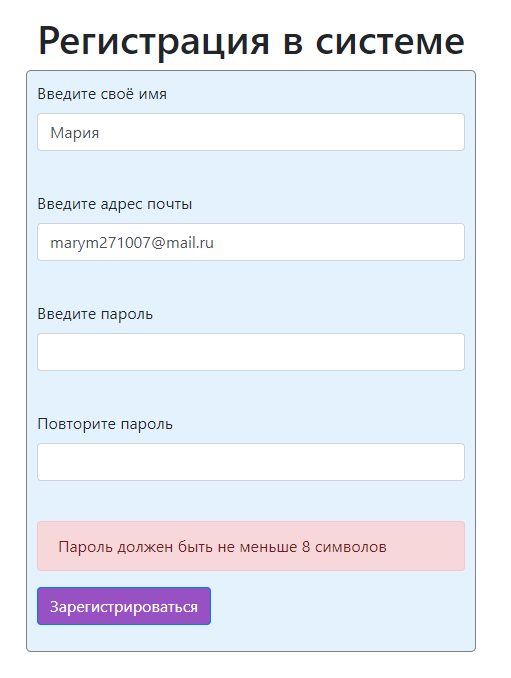 Регистрация в системе
Введите своё имя
Мария
Введите адрес почты
marym271007@mail.ru
Введите пароль
Повторите пароль
Пароль должен быть не меньше 8 символов
Зарегистрироваться